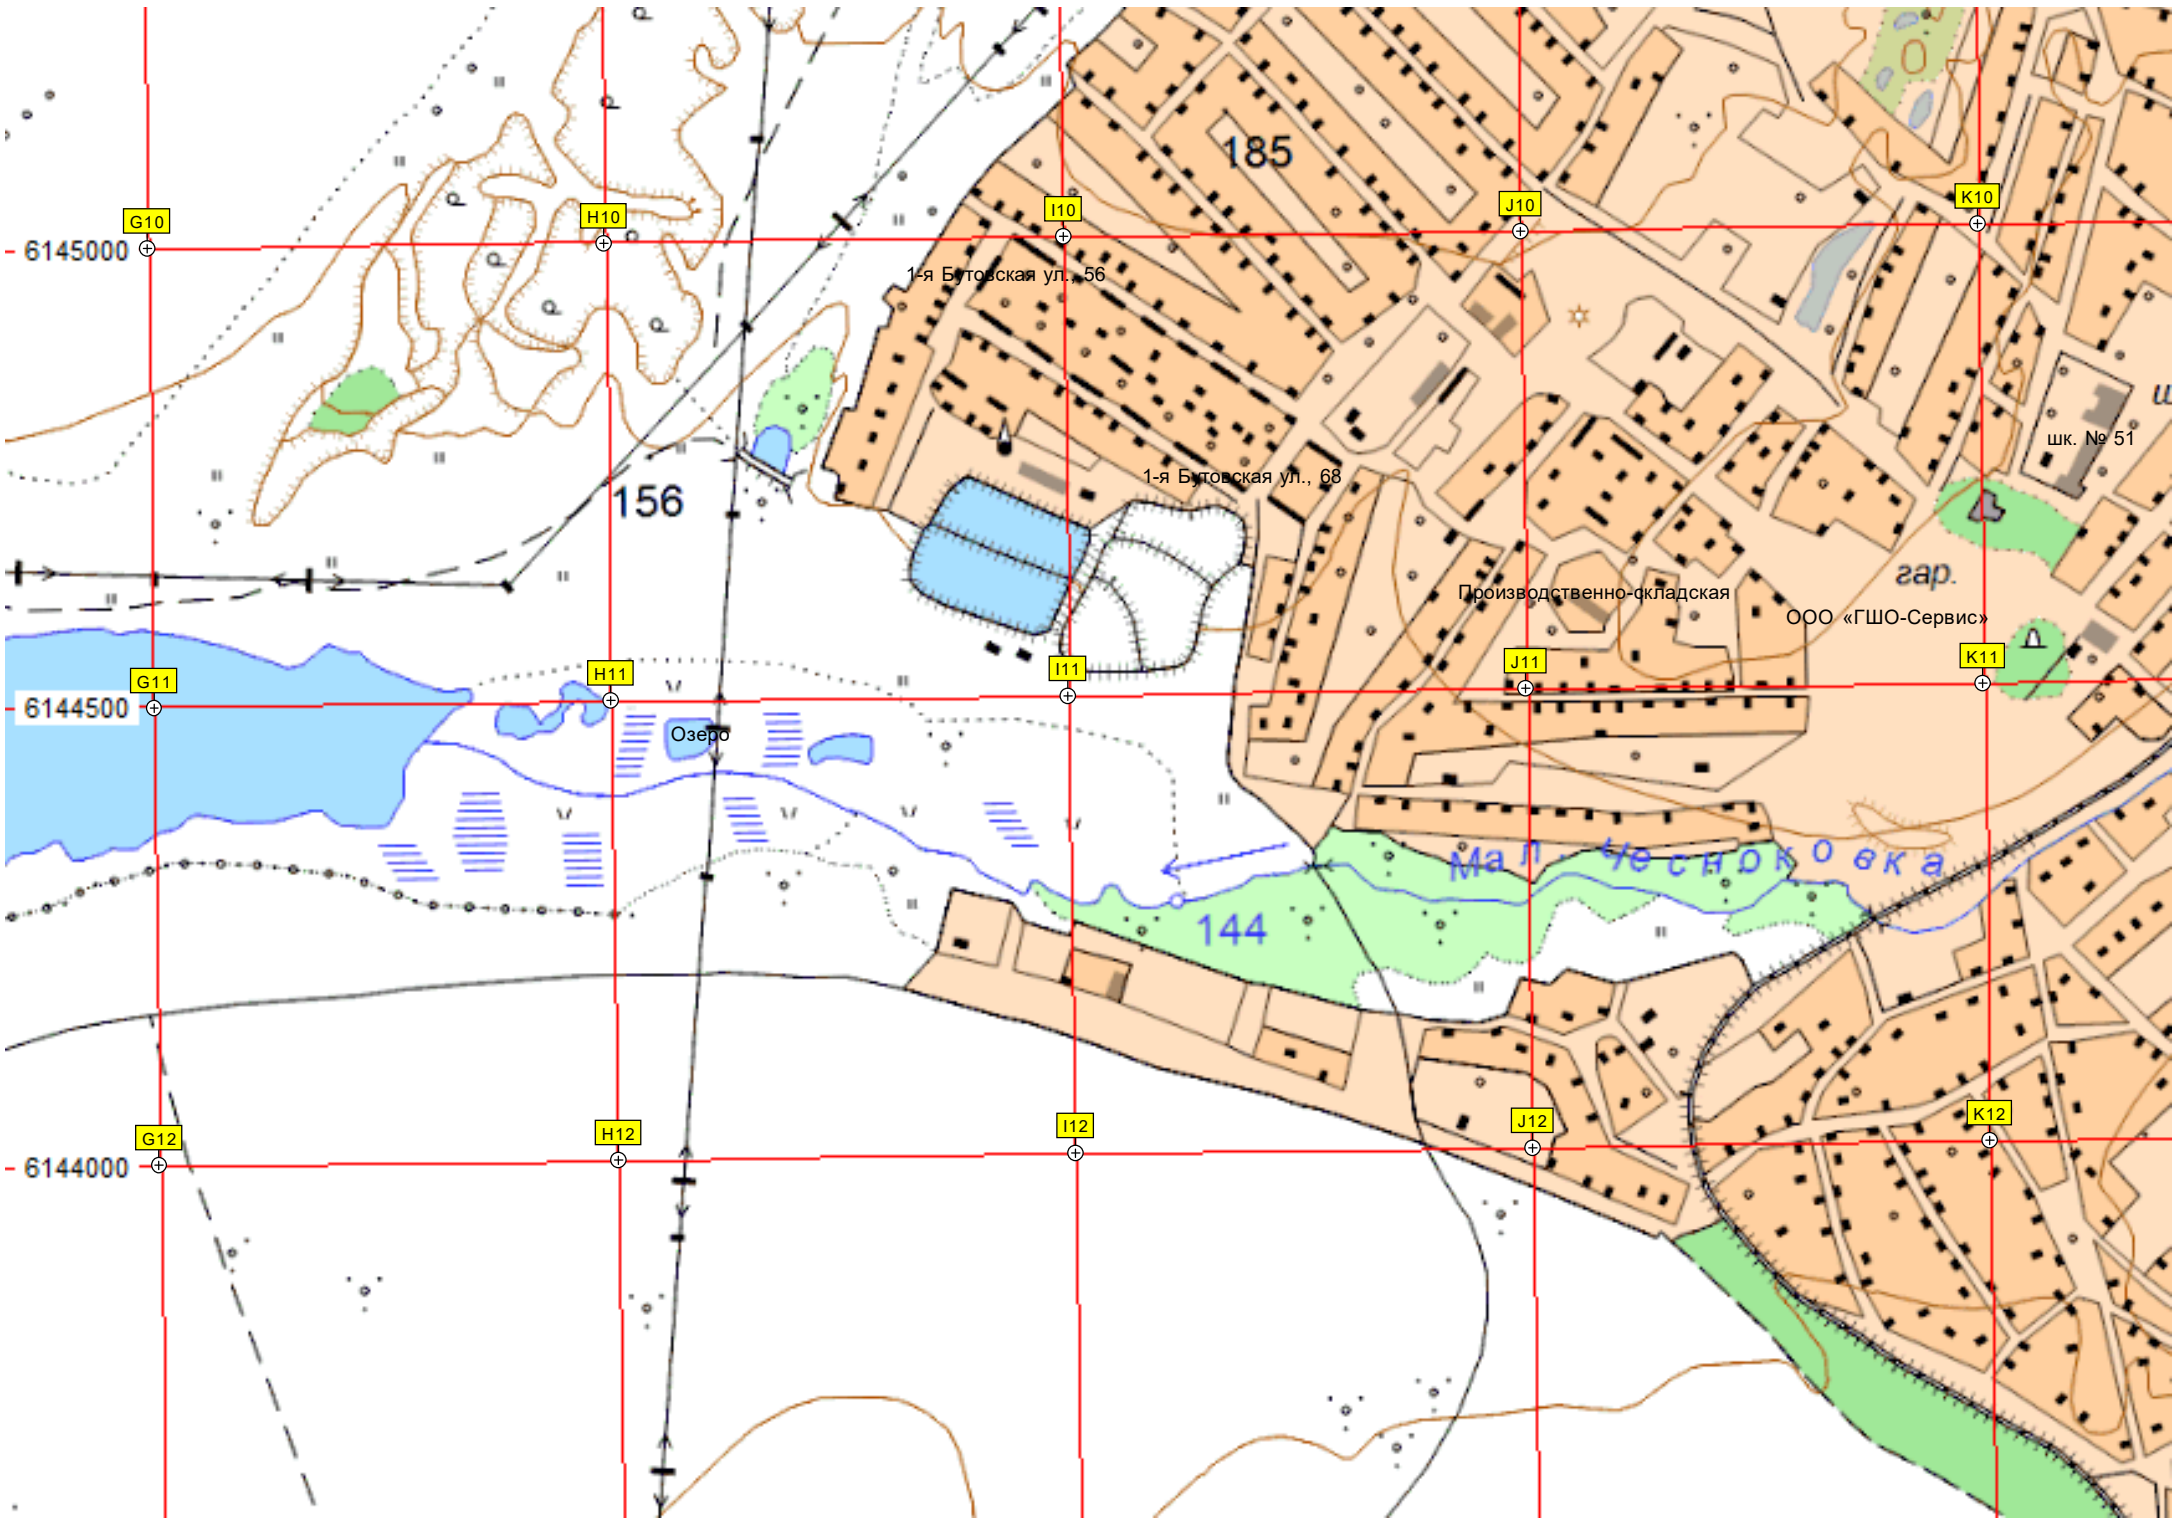 185
K10
J10
I10
H10
G10
6145000
1-я Бутовская ул., 56
шк. № 51
1-я Бутовская ул., 68
156
гар.
Производственно-складская
ООО «ГШО-Сервис»
K11
J11
I11
H11
G11
6144500
Озеро
Мал. Чесноковка
144
K12
J12
I12
H12
G12
6144000